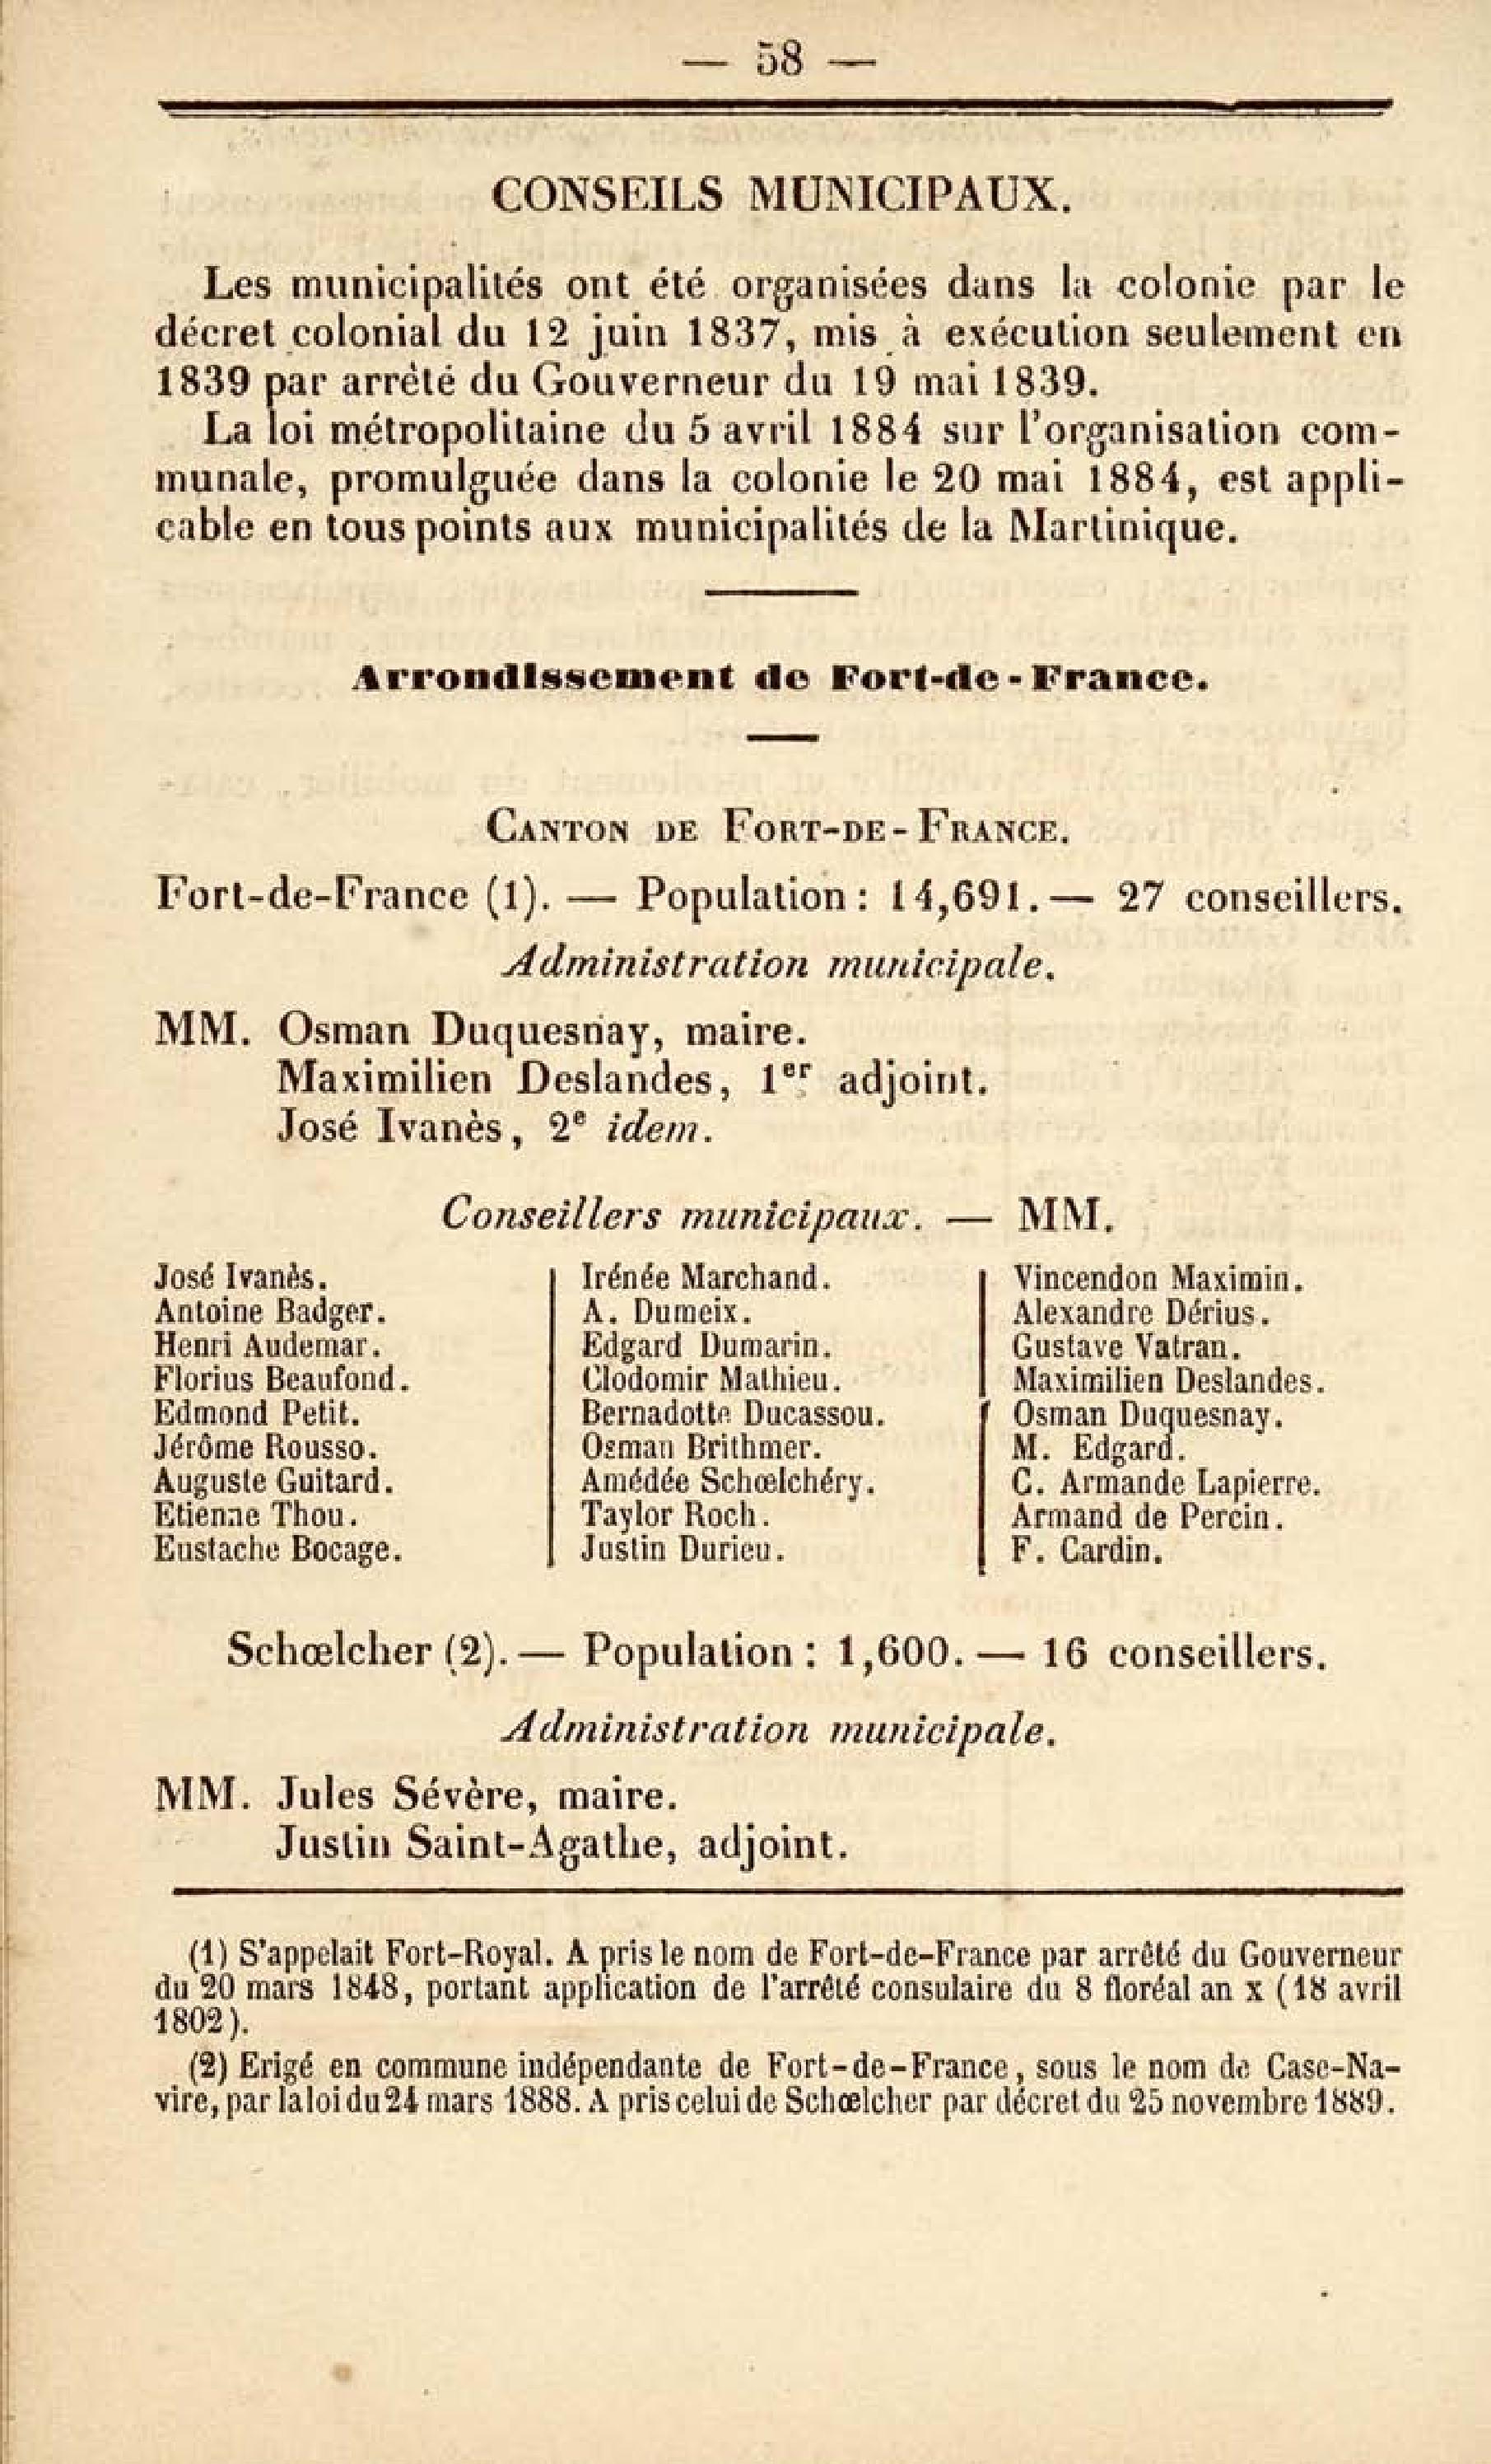 — 58 —
CONSEILS MUNICIPAUX.
Les municipalités ont été organisées dans la colonie par le
décret colonial du 12 juin 1837, mis à exécution seulement en
1839 par arrêté du Gouverneur du 19 mai 1839.
La loi métropolitaine du 5 avril 1884 sur l'organisation com-
munale, promulguée dans la colonie le 20 mai 1884, est appli-
cable en tous points aux municipalités de la Martinique.
Arrondissement de Fort-de-France.
CANTON DE FORT-DE-FRANCE.
Fort-de-France (1). — Population : 14,691. — 27 conseillers.
Administration municipale.
MM. Osman Duquesnay, maire.
Maximilien Deslandes, 1er adjoint.
José Ivanès, 2e idem.
Conseillers municipaux. — MM.
José Ivanès.
Antoine Badger.
Henri Audemar.
Florius Beaufond.
Edmond Petit.
Jérôme Rousso.
Auguste Guitard.
Etienne Thou.
Eustache Bocage.
Irénée Marchand.
A. Dumeix.
Edgard Dumarin.
Clodomir Mathieu.
Bernadotte Ducassou.
Osman Brithmer.
Amédée Schœlchéry.
Taylor Roch.
Justin Durieu.
Vincendon Maximin.
Alexandre Dérius.
Gustave Vatran.
Maximilien Deslandes.
Osman Duquesnay.
M. Edgard.
C. Armande Lapierre.
Armand de Percin.
F. Cardin.
Schœlcher (2). — Population : 1,600. — 16 conseillers.
Administration municipale.
MM. Jules Sévère, maire.
Justin Saint-Agathe, adjoint.
(1) S'appelait Fort-Royal. A pris le nom de Fort-de-France par arrêté du Gouverneur
du 20 mars 1848, portant application de l'arrêté consulaire du 8 floréal an X (18 avril
1802).
(2) Erigé en commune indépendante de Fort-de-France, sous le nom de Case-Na-
vire, par la loi du 24 mars 1888. A pris celui de Schœlcher par décret du 25 novembre 1889.